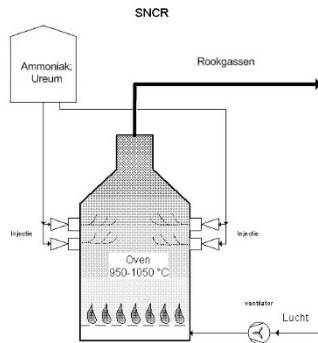 SNCR
Ammoniak;
Ureum
Rookgassen
Injectie
Injectie
Oven
950-1050 °C
ventilator
Lucht